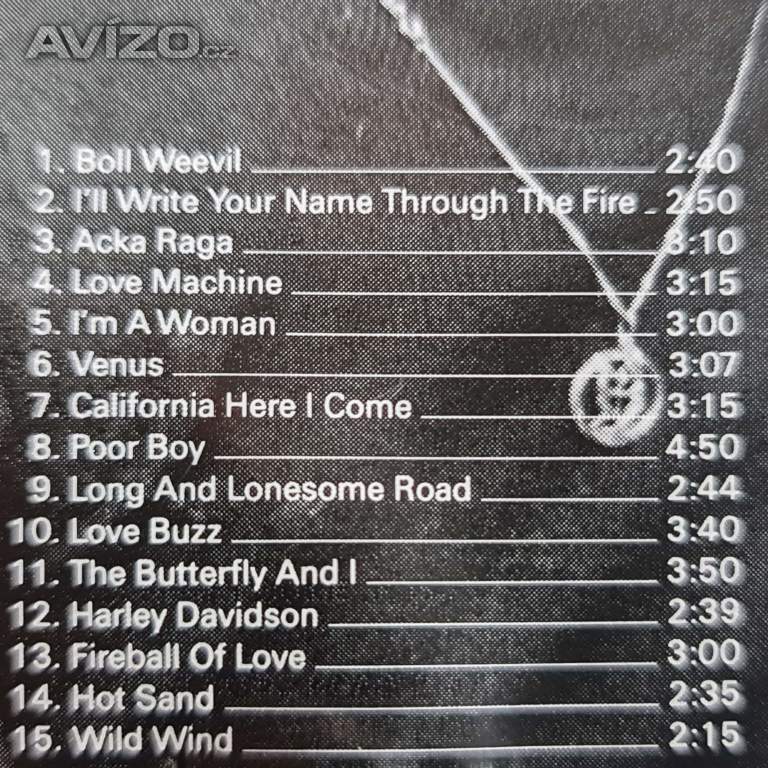 AVÍZO.cz
1. Boll Weevil 2:40
2. I'll Write Your Name Through The Fire 2:50
3. Acka Raga 3:10
4. Love Machine 3:15
5. I'm A Woman 3:00
6. Venus 3:07
7. California Here I Come 3:15
8. Poor Boy 4:50
9. Long And Lonesome Road 2:44
10. Love Buzz 3:40
11. The Butterfly And I 3:50
12. Harley Davidson 2:39
13. Fireball Of Love 3:00
14. Hot Sand 2:35
15. Wild Wind 2:15